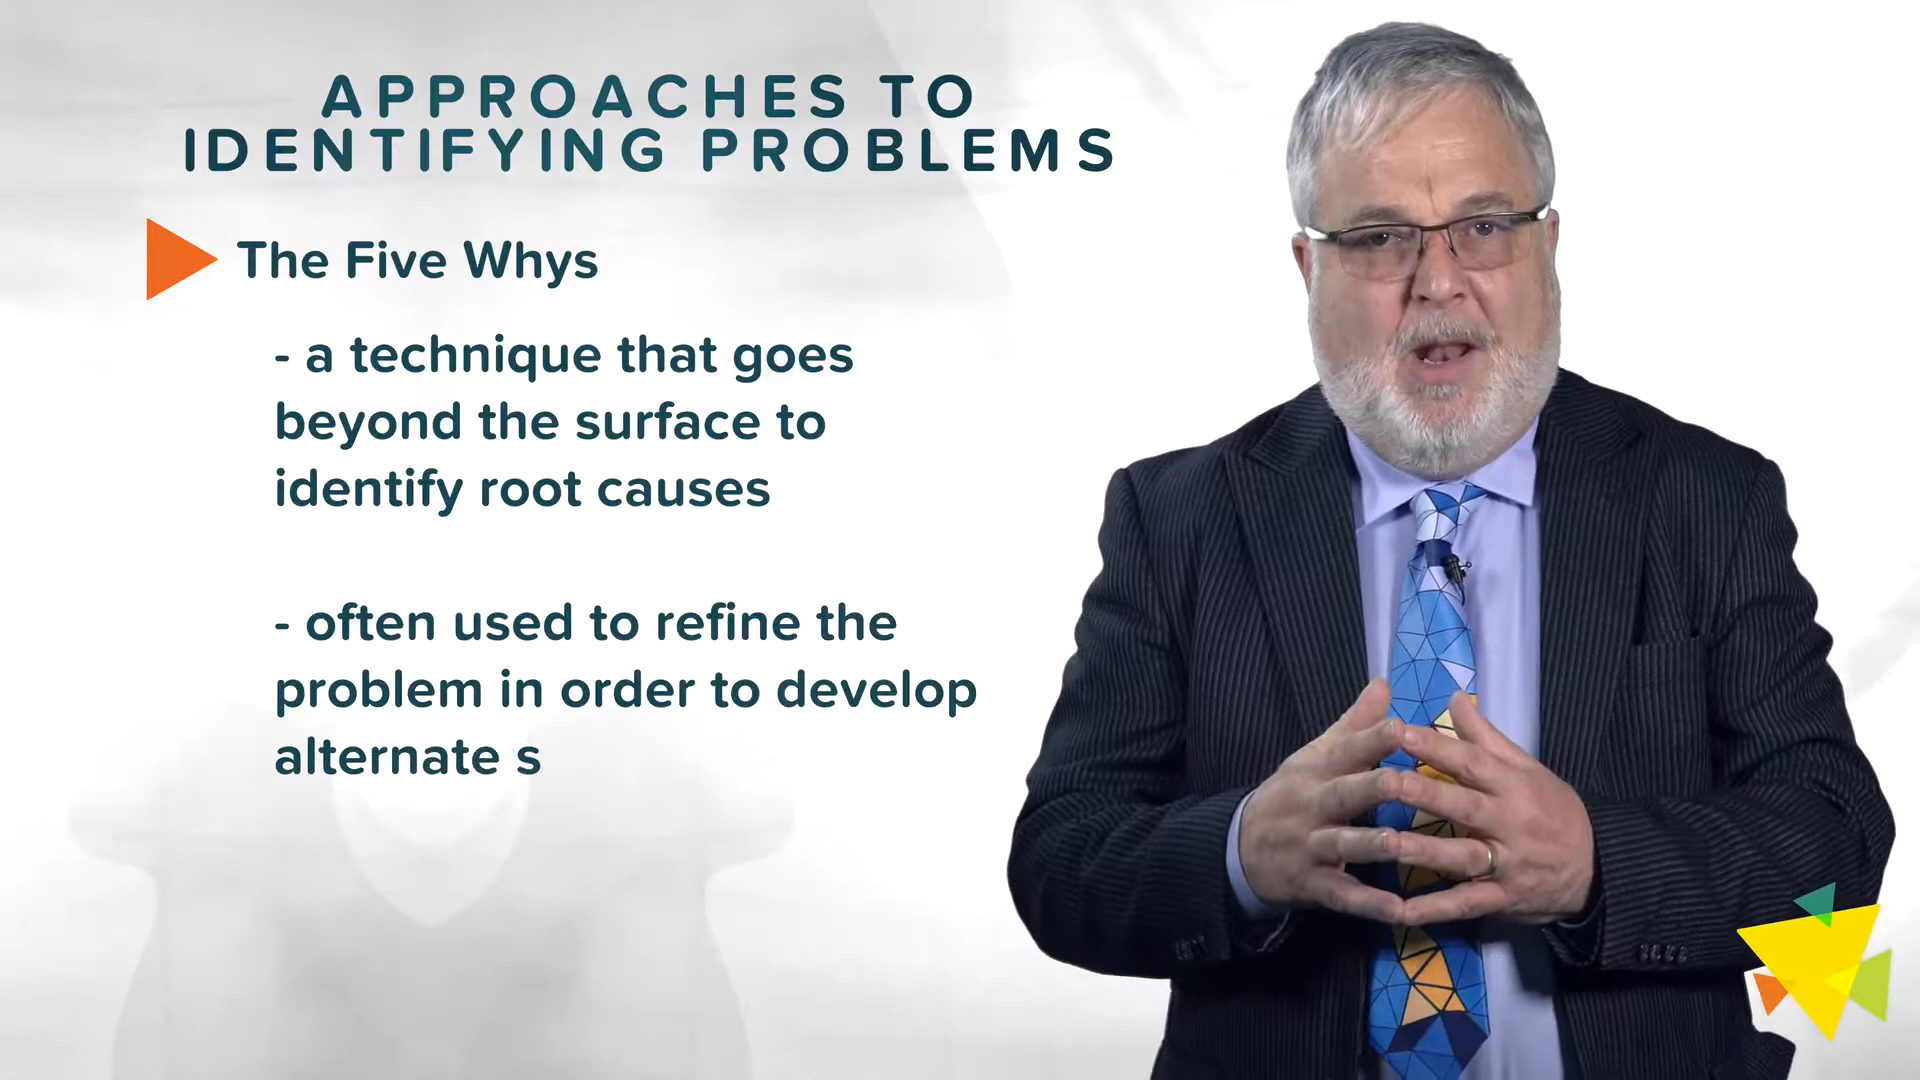 APPROACHES TO
IDENTIFYING PROBLEMS
The Five Whys
- a technique that goes
beyond the surface to
identify root causes
- often used to refine the
problem in order to develop
alternate s